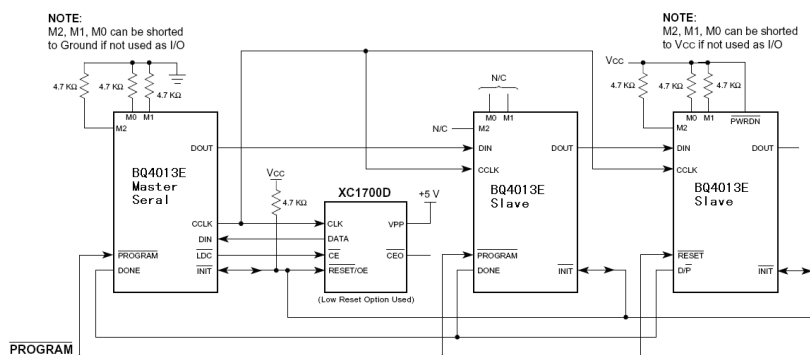 NOTE:
M2, M1, M0 can be shorted
to Ground if not used as I/O
NOTE:
M2, M1, M0 can be shorted
to Vcc if not used as I/O
4.7 KΩ
4.7 KΩ
4.7 KΩ
M0 M1
M2
DOUT
BQ4013E
Master
Seral
CCLK
DIN
PROGRAM
LDC
DONE
INIT
Vcc
4.7 KΩ
XC1700D
+5 V
CLK
VPP
DATA
CE
CEO
RESET/OE
(Low Reset Option Used)
N/C
M0 M1
N/C
M2
DIN
DOUT
CCLK
BQ4013E
Slave
PROGRAM
DONE
INIT
Vcc
4.7 KΩ
4.7 KΩ
4.7 KΩ
M0 M1
PWRDN
M2
DIN
DOUT
CCLK
BQ4013E
Slave
RESET
D/P
INIT
PROGRAM